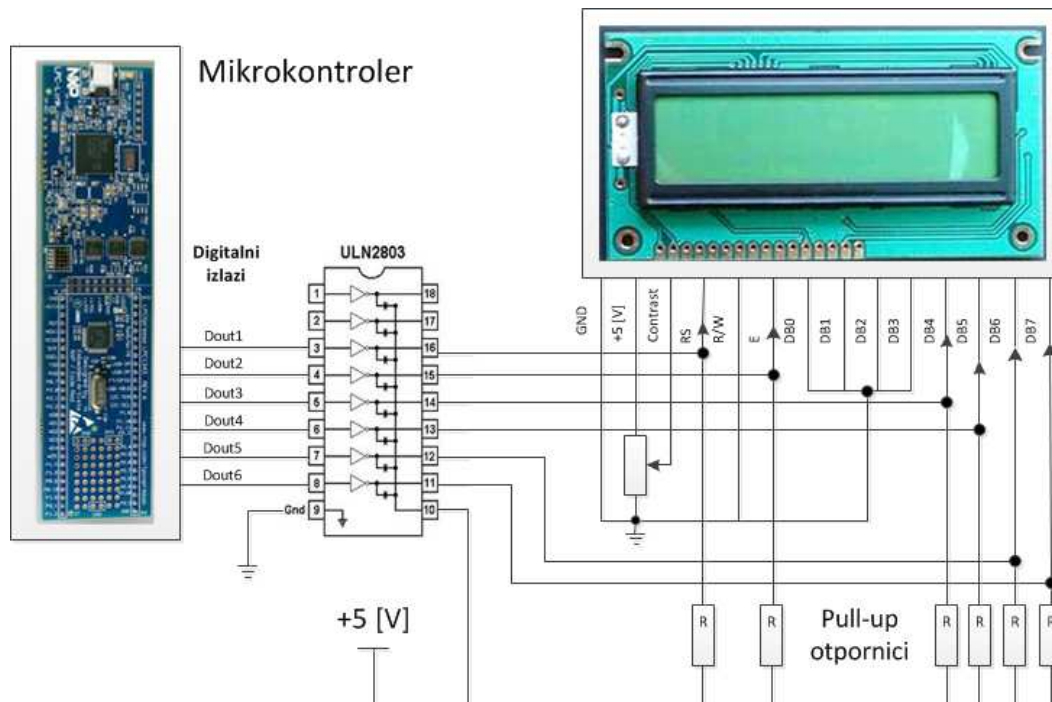 Mikrokontroler
NXP
Digitalni
izlazi
ULN2803
Dout1
Dout2
Dout3
Dout4
Dout5
Dout6
1
2
3
4
5
6
7
8
Gnd
9
18
17
16
15
14
13
12
11
10
GND
+5 [V]
Contrast
RS
R/W
E
DB0
DB1
DB2
DB3
DB4
DB5
DB6
DB7
+5 [V]
Pull-up
otpornici
R
R
R
R
R
R